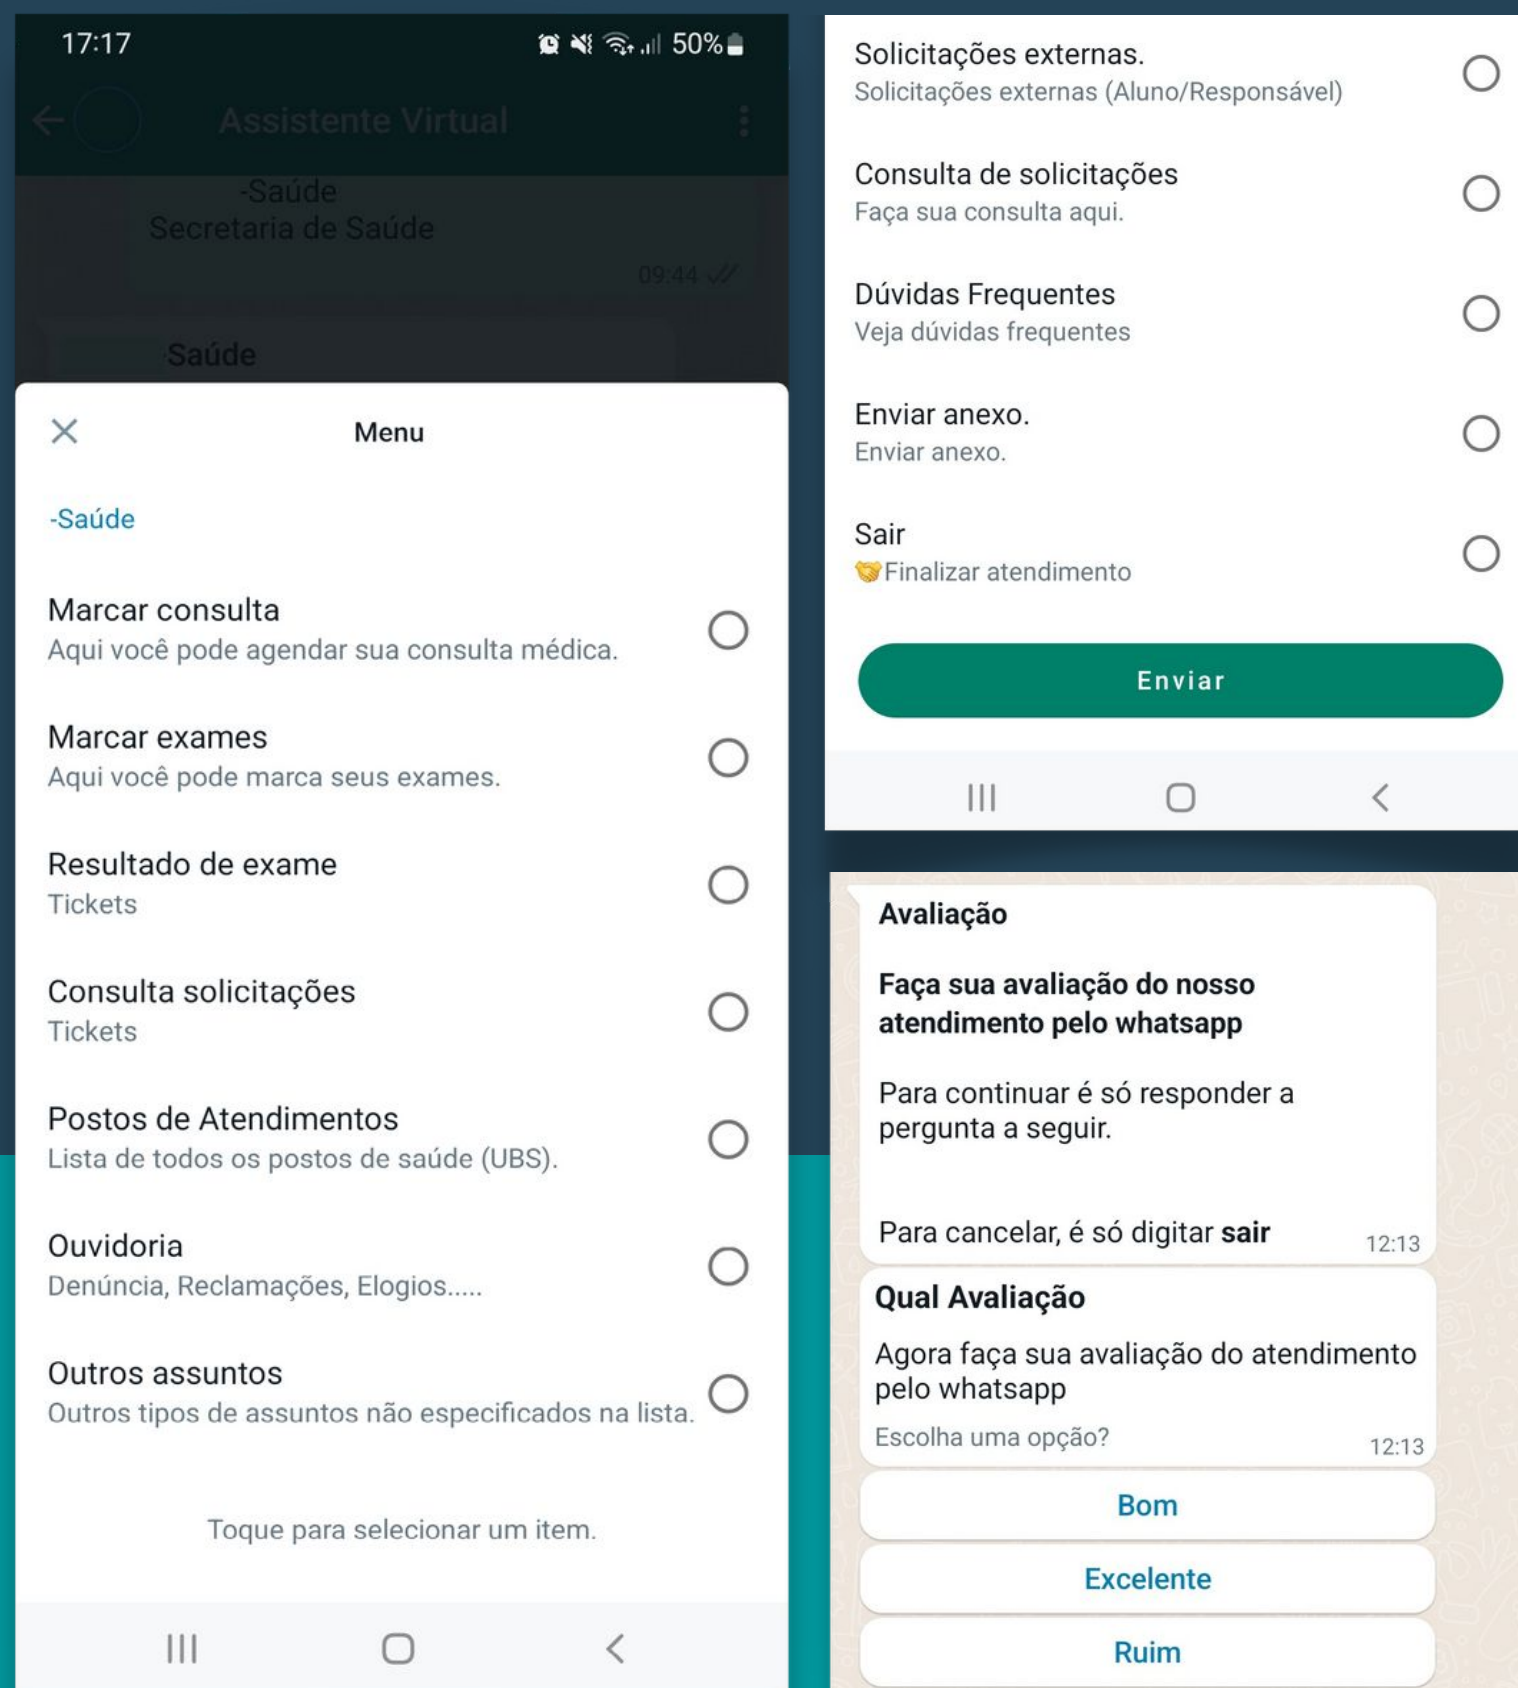 17:17
50%
Assistente Virtual
-Saúde
Secretaria de Saúde
09:44
-Saúde
Menu
-Saúde
Marcar consulta
Aqui você pode agendar sua consulta médica.
Marcar exames
Aqui você pode marca seus exames.
Resultado de exame
Tickets
Consulta solicitações
Tickets
Postos de Atendimentos
Lista de todos os postos de saúde (UBS).
Ouvidoria
Denúncia, Reclamações, Elogios.....
Outros assuntos
Outros tipos de assuntos não especificados na lista.
Toque para selecionar um item.
Solicitações externas.
Solicitações externas (Aluno/Responsável)
Consulta de solicitações
Faça sua consulta aqui.
Dúvidas Frequentes
Veja dúvidas frequentes
Enviar anexo.
Enviar anexo.
Sair
🤝Finalizar atendimento
Enviar
Avaliação
Faça sua avaliação do nosso
atendimento pelo whatsapp
Para continuar é só responder a
pergunta a seguir.
Para cancelar, é só digitar sair
12:13
Qual Avaliação
Agora faça sua avaliação do atendimento
pelo whatsapp
Escolha uma opção?
12:13
Bom
Excelente
Ruim